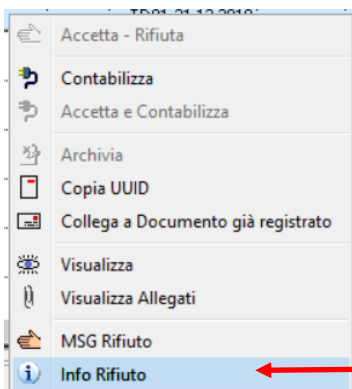 Accetta - Rifiuta
Contabilizza
Accetta e Contabilizza
Archivia
Copia UUID
Collega a Documento già registrato
Visualizza
Visualizza Allegati
MSG Rifiuto
Info Rifiuto